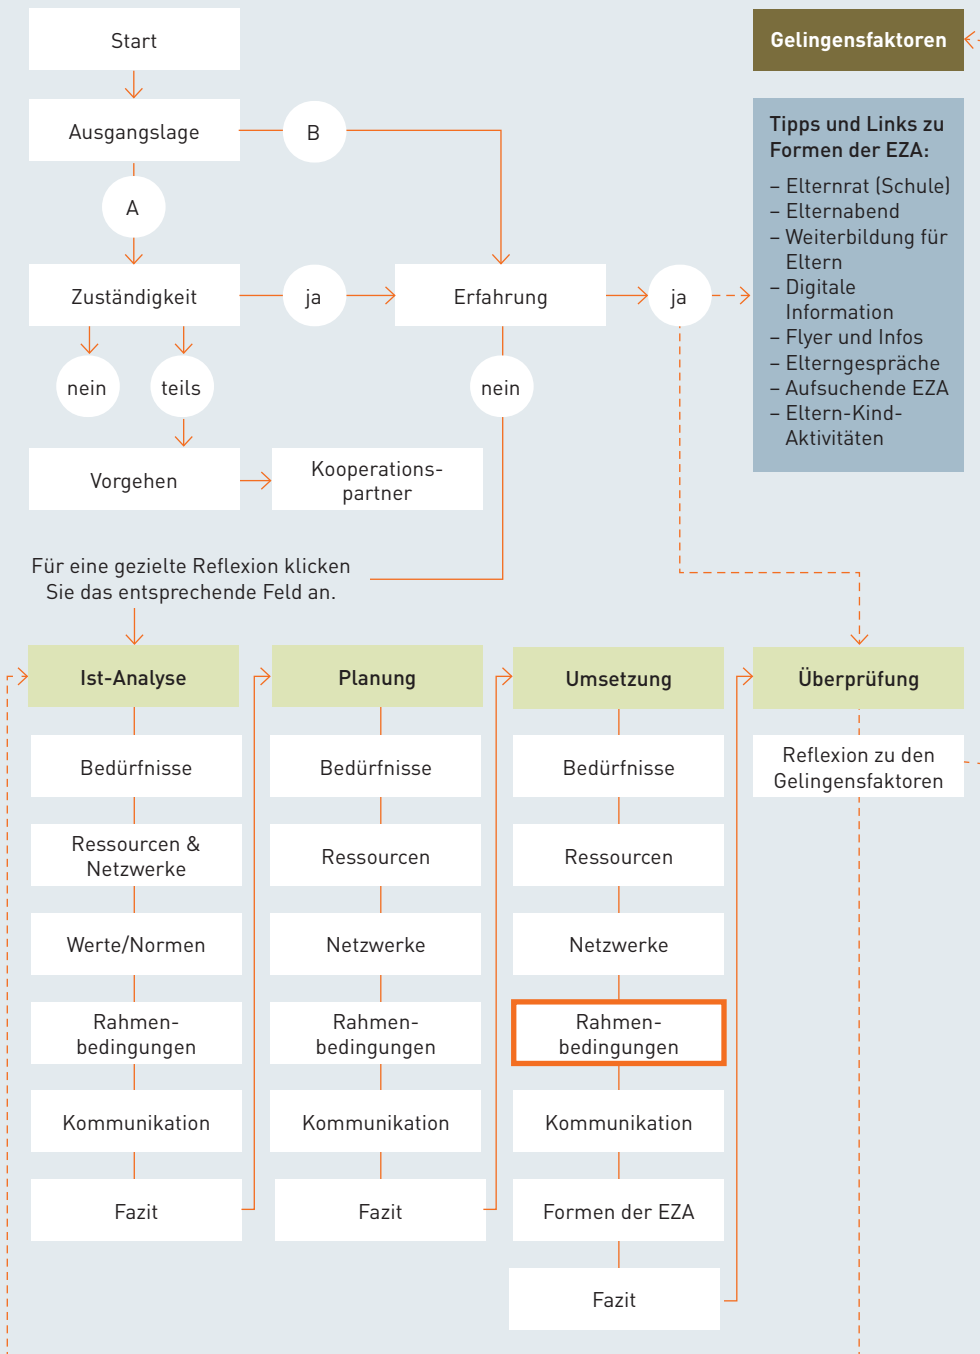 Start
Gelingensfaktoren
Ausgangslage
B
A
Tipps und Links zu
Formen der EZA:
– Elternrat (Schule)
– Elternabend
– Weiterbildung für
Eltern
– Digitale
Information
– Flyer und Infos
– Elterngespräche
– Aufsuchende EZA
– Eltern-Kind-
Aktivitäten
Zuständigkeit
ja
Erfahrung
ja
nein
teils
nein
Vorgehen
Kooperations-
partner
Für eine gezielte Reflexion klicken
Sie das entsprechende Feld an.
Ist-Analyse
Bedürfnisse
Ressourcen &
Netzwerke
Werte/Normen
Rahmen-
bedingungen
Kommunikation
Fazit
Planung
Bedürfnisse
Ressourcen
Netzwerke
Rahmen-
bedingungen
Kommunikation
Fazit
Umsetzung
Bedürfnisse
Ressourcen
Netzwerke
Rahmen-
bedingungen
Kommunikation
Formen der EZA
Fazit
Überprüfung
Reflexion zu den
Gelingensfaktoren